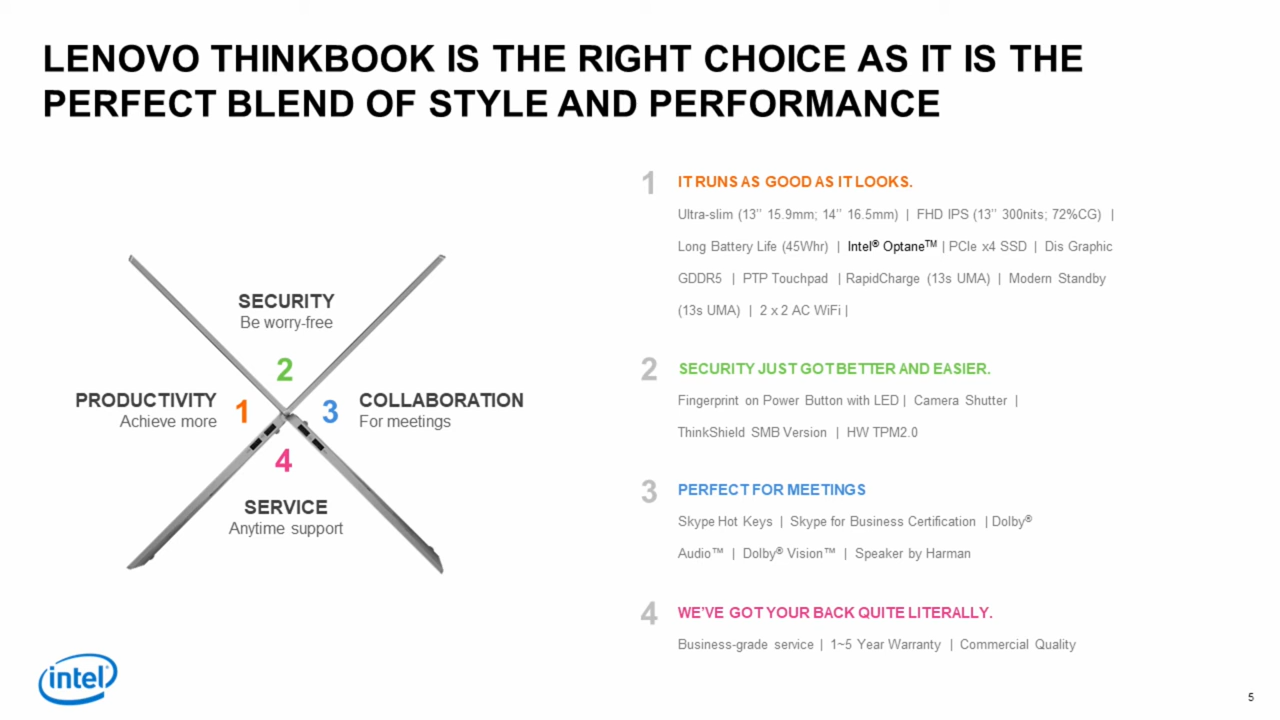 LENOVO THINKBOOK IS THE RIGHT CHOICE AS IT IS THE
PERFECT BLEND OF STYLE AND PERFORMANCE
SECURITY
Be worry-free
2
PRODUCTIVITY
Achieve more
1
3
COLLABORATION
For meetings
4
SERVICE
Anytime support
1
IT RUNS AS GOOD AS IT LOOKS.
Ultra-slim (13’’ 15.9mm; 14’’ 16.5mm) | FHD IPS (13’’ 300nits; 72%CG) |
Long Battery Life (45Whr) | Intel® Optane™ | PCIe x4 SSD | Dis Graphic
GDDR5 | PTP Touchpad | RapidCharge (13s UMA) | Modern Standby
(13s UMA) | 2 x 2 AC WiFi |
2
SECURITY JUST GOT BETTER AND EASIER.
Fingerprint on Power Button with LED | Camera Shutter |
ThinkShield SMB Version | HW TPM2.0
3
PERFECT FOR MEETINGS
Skype Hot Keys | Skype for Business Certification | Dolby®
Audio™ | Dolby® Vision™ | Speaker by Harman
4
WE’VE GOT YOUR BACK QUITE LITERALLY.
Business-grade service | 1~5 Year Warranty | Commercial Quality
intel
5